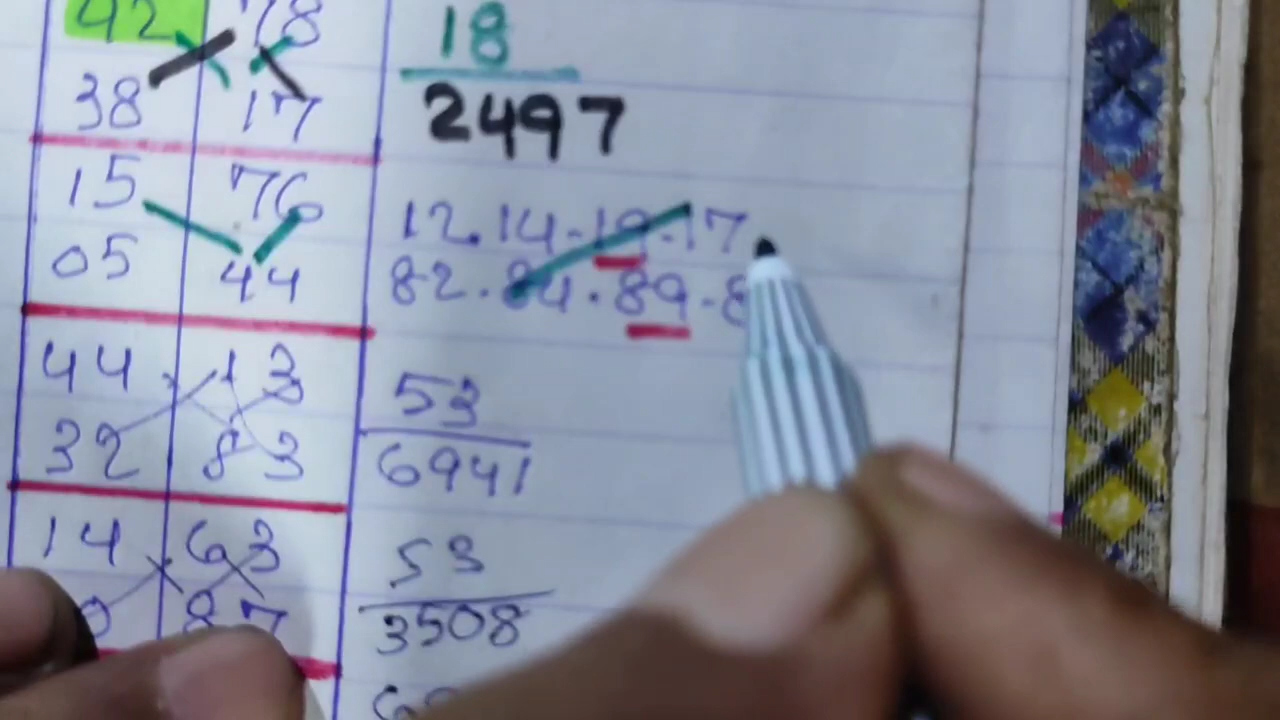 42 78 18
38 17 2497
15 76 12.14-19.17
05 44 82.84.89.8
44 13 53
32 83 6941
14 63 53
87 3508